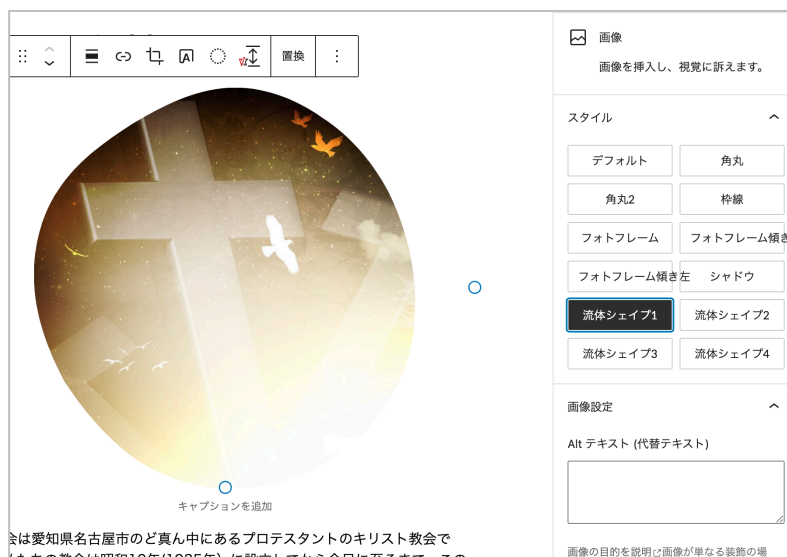 置換
キャプションを追加
会は愛知県名古屋市のど真ん中にあるプロテスタントのキリスト教会で
画像
画像を挿入し、視覚に訴えます。
スタイル
デフォルト
角丸
角丸2
枠線
フォトフレーム
フォトフレーム傾き
フォトフレーム傾き左
シャドウ
流体シェイプ1
流体シェイプ2
流体シェイプ3
流体シェイプ4
画像設定
Alt テキスト (代替テキスト)
画像の目的を説明 画像が単なる装飾の場